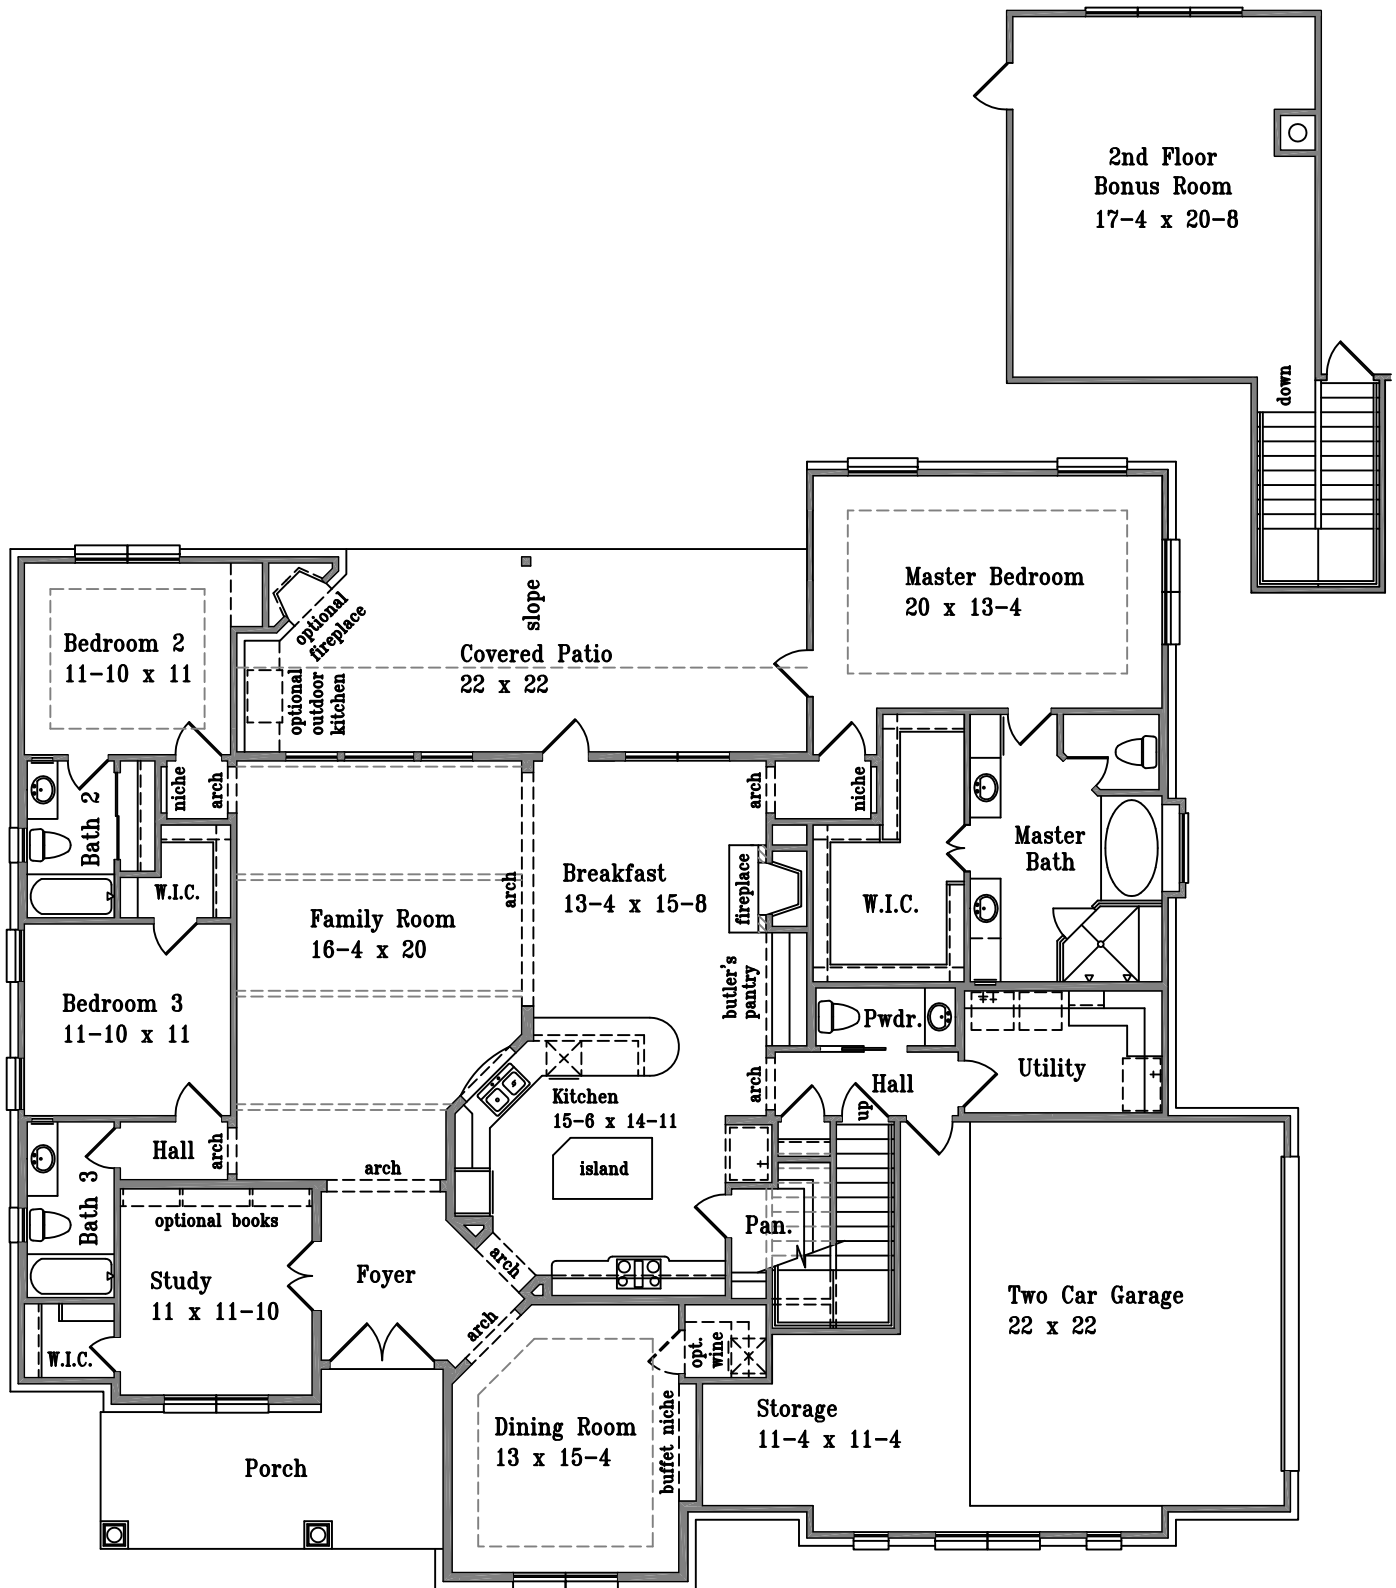 2nd Floor
Bonus Room
17-4 x 20-8
down
Master Bedroom
20 x 13-4
slope
optional
fireplace
Covered Patio
22 x 22
optional
outdoor
kitchen
Bedroom 2
11-10 x 11
niche
arch
Bath 2
W.I.C.
arch
niche
Master
Bath
W.I.C.
fireplace
Breakfast
13-4 x 15-8
arch
Family Room
16-4 x 20
butler's
pantry
Bedroom 3
11-10 x 11
Pwdr.
Utility
Hall
arch
up
Kitchen
15-6 x 14-11
island
Hall
arch
arch
Bath 3
optional books
Pan.
Study
11 x 11-10
Foyer
arch
arch
W.I.C.
opt.
wine
Two Car Garage
22 x 22
Storage
11-4 x 11-4
Dining Room
13 x 15-4
buffet niche
Porch